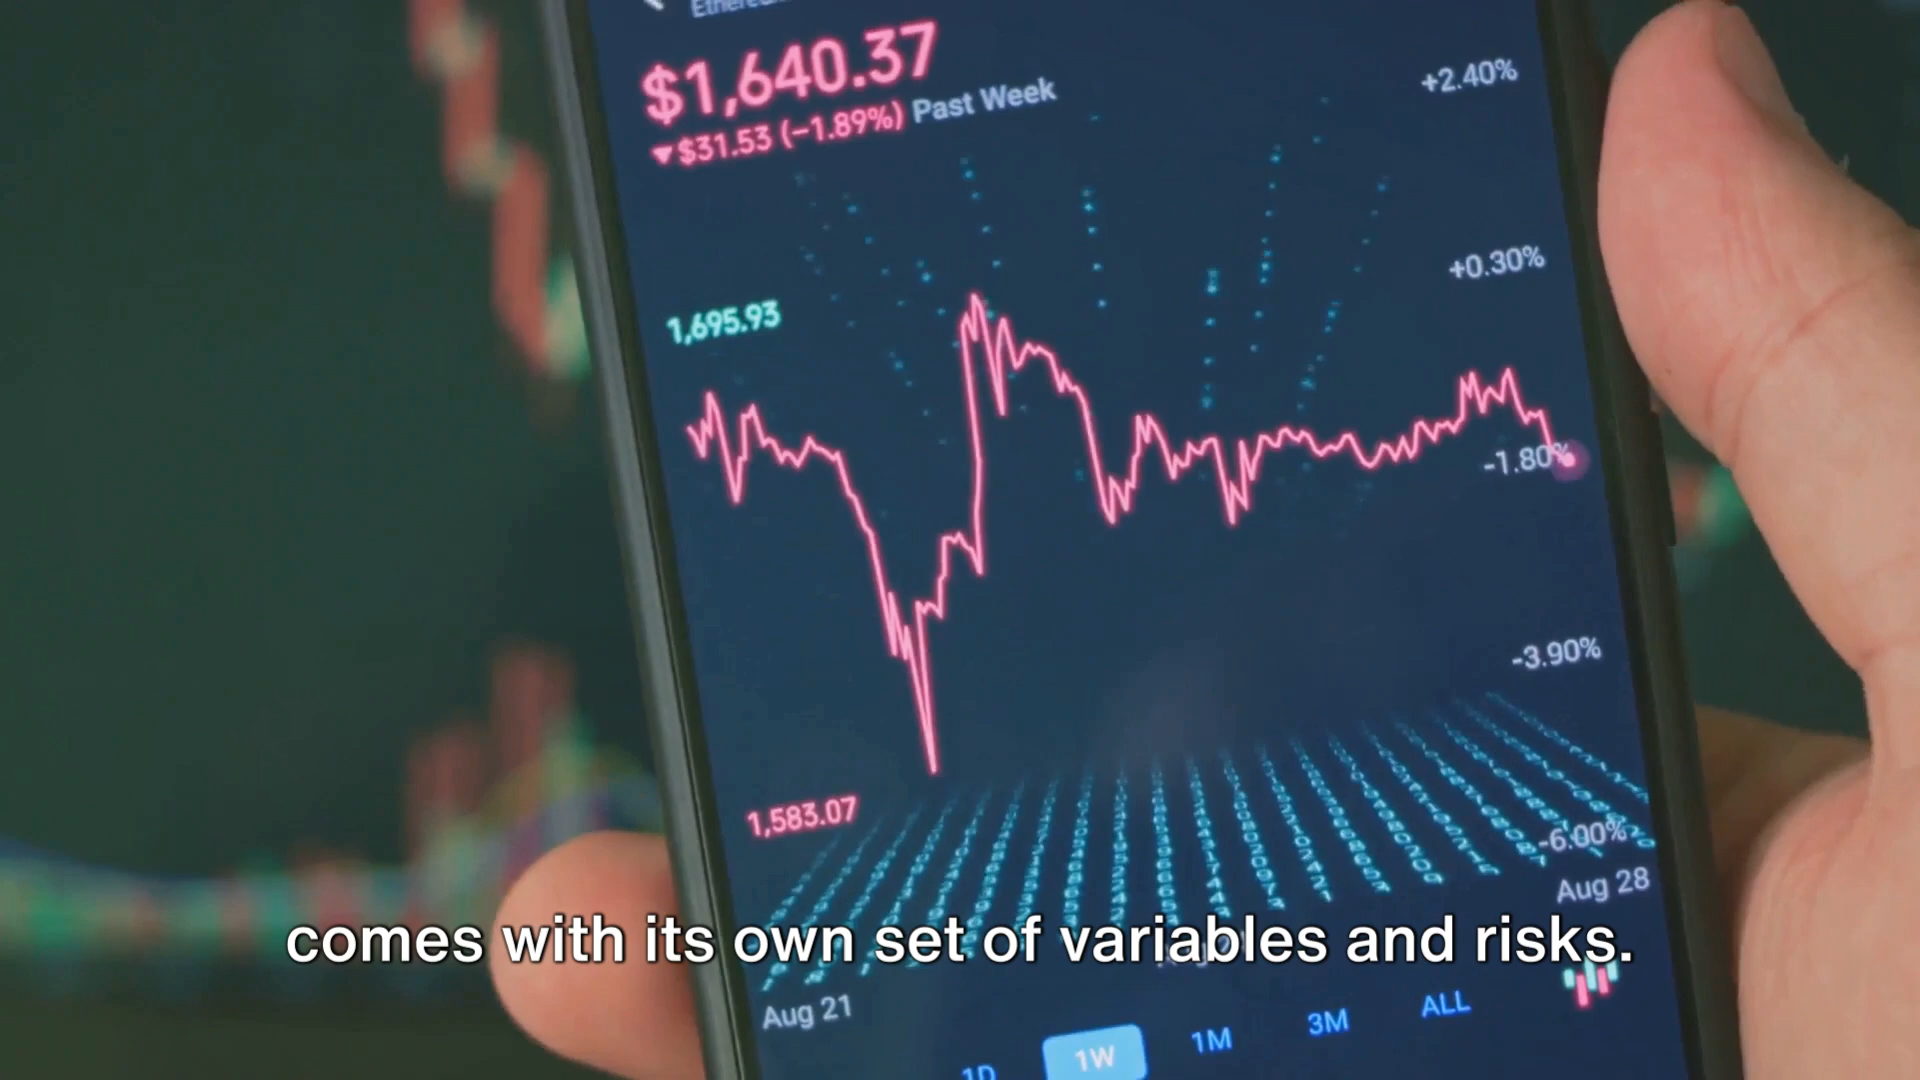 $1,640.37
▼$31.53 (-1.89%) Past Week
+2.40%
+0.30%
1,695.93
-1.80%
-3.90%
1,583.07
-6.00%
Aug 28
comes with its own set of variables and risks.
Aug 21
1D 1W 1M 3M ALL